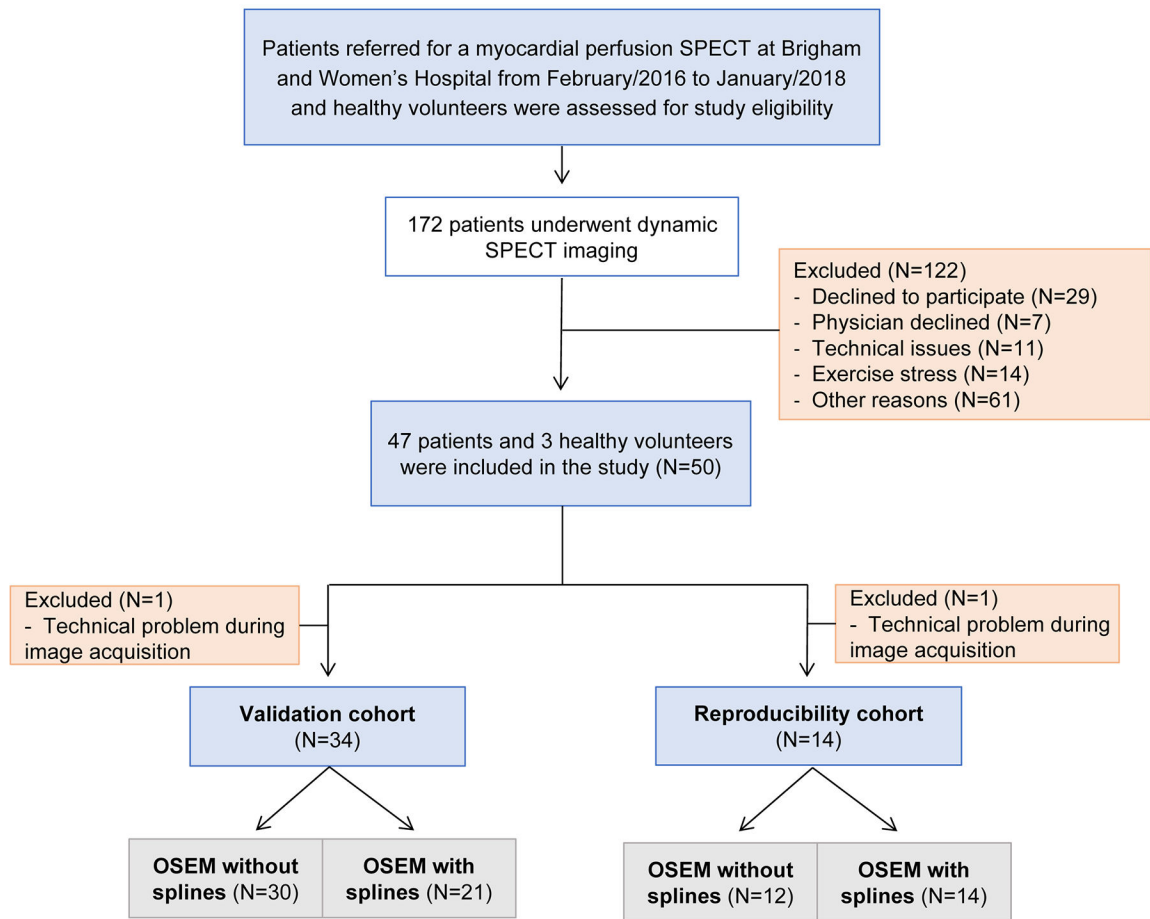 Patients referred for a myocardial perfusion SPECT at Brigham
and Women's Hospital from February/2016 to January/2018
and healthy volunteers were assessed for study eligibility
172 patients underwent dynamic
SPECT imaging
Excluded (N=122)
- Declined to participate (N=29)
- Physician declined (N=7)
- Technical issues (N=11)
- Exercise stress (N=14)
- Other reasons (N=61)
47 patients and 3 healthy volunteers
were included in the study (N=50)
Excluded (N=1)
- Technical problem during
image acquisition
Excluded (N=1)
- Technical problem during
image acquisition
Validation cohort
(N=34)
Reproducibility cohort
(N=14)
OSEM without
splines (N=30)
OSEM with
splines (N=21)
OSEM without
splines (N=12)
OSEM with
splines (N=14)